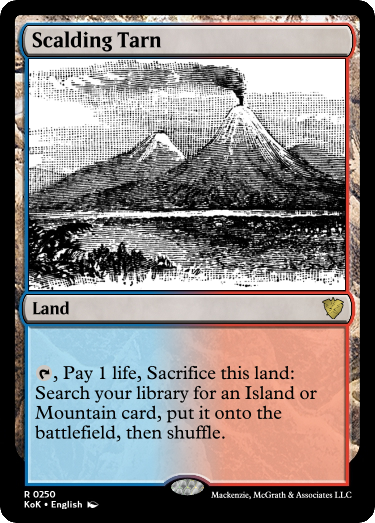 Scalding Tarn
Land
, Pay 1 life, Sacrifice this land:
Search your library for an Island or
Mountain card, put it onto the
battlefield, then shuffle.
R 0250
KoK • English
Mackenzie, McGrath & Associates LLC